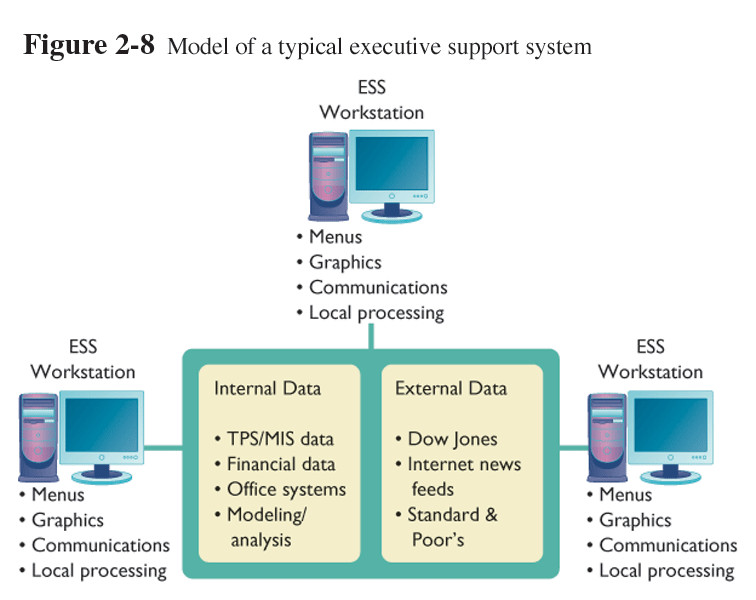 Figure 2-8 Model of a typical executive support system
ESS
Workstation
• Menus
• Graphics
• Communications
• Local processing
ESS
Workstation
• Menus
• Graphics
• Communications
• Local processing
Internal Data
• TPS/MIS data
• Financial data
• Office systems
• Modeling/
analysis
External Data
• Dow Jones
• Internet news
feeds
• Standard &
Poor's
ESS
Workstation
• Menus
• Graphics
• Communications
• Local processing